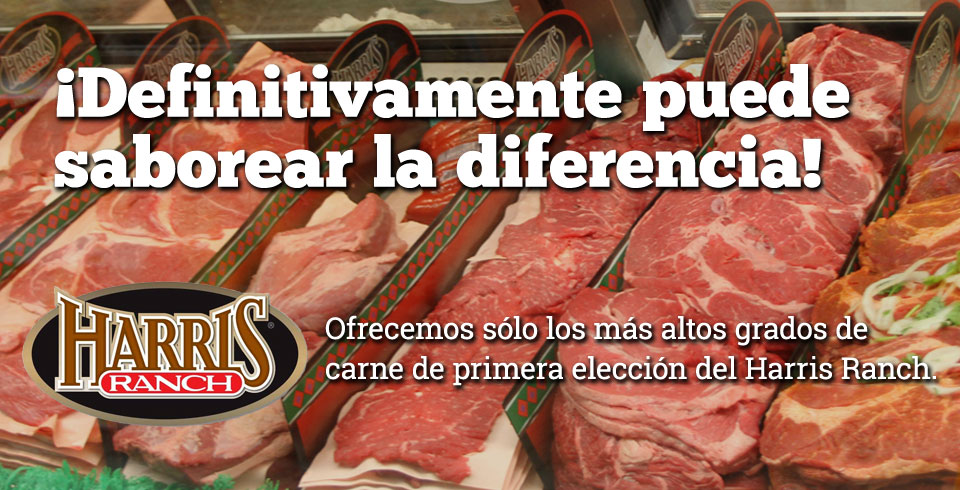 ¡Definitivamente puede
saborear la diferencia!
HARRIS®
RANCH
Ofrecemos sólo los más altos grados de
carne de primera elección del Harris Ranch.